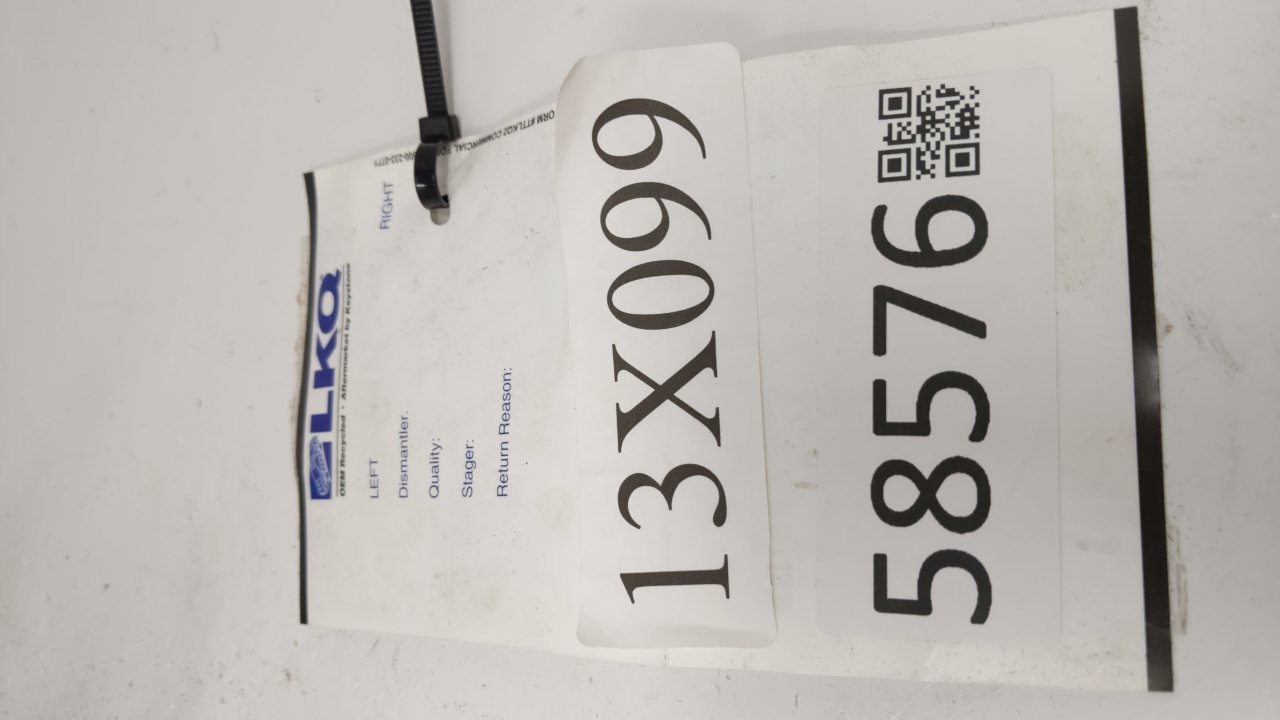 LKQ
OEM Recycled · Aftermarket by Keystone
LEFT RIGHT
Dismantler.
Quality:
Stager:
Return Reason:
13X099
58576